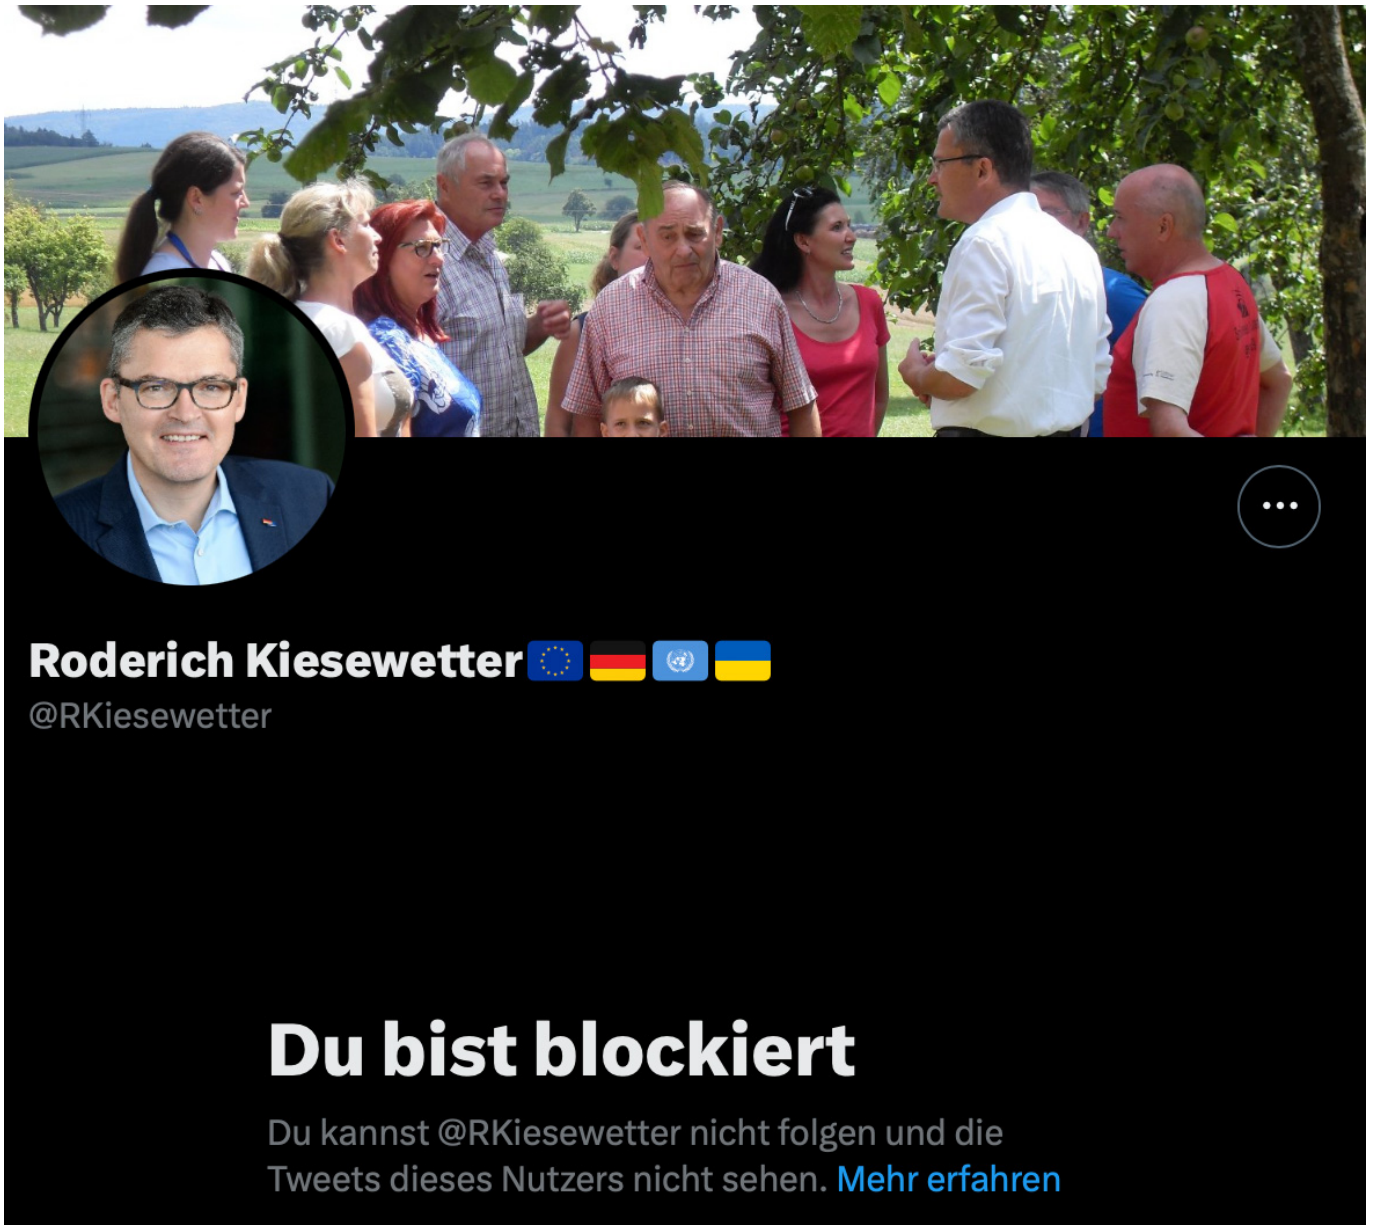 Roderich Kiesewetter🇪🇺🇩🇪🇺🇳🇺🇦
@RKiesewetter
Du bist blockiert
Du kannst @RKiesewetter nicht folgen und die
Tweets dieses Nutzers nicht sehen. Mehr erfahren